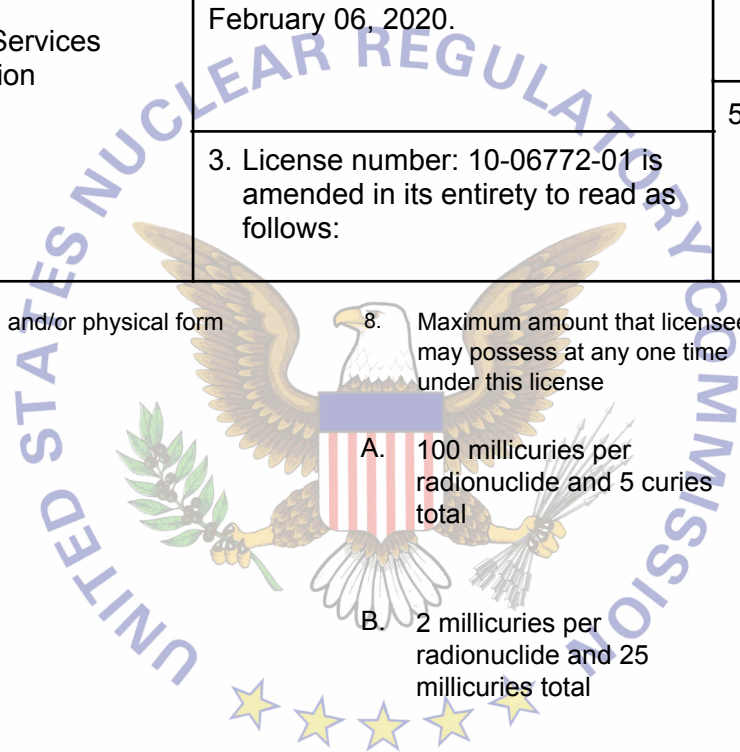 Services
ion
February 06, 2020.
3. License number: 10-06772-01 is
amended in its entirety to read as
follows:
5
and/or physical form
8. Maximum amount that licensee
may possess at any one time
under this license
A. 100 millicuries per
radionuclide and 5 curies
total
B. 2 millicuries per
radionuclide and 25
millicuries total
UNITED STATES NUCLEAR REGULATORY COMMISSION